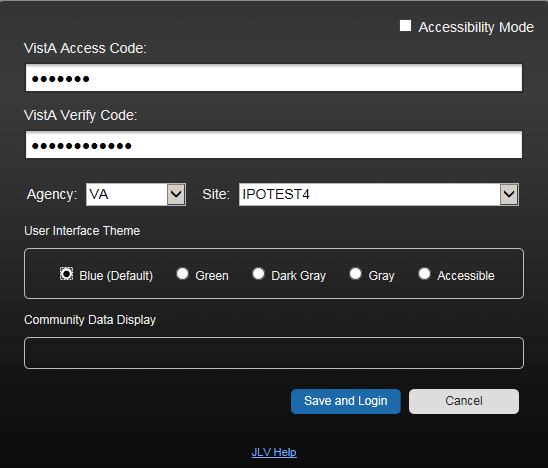 Accessibility Mode
VistA Access Code:
●●●●●●●
VistA Verify Code:
●●●●●●●●●●●●
Agency: VA Site: IPOTEST4
User Interface Theme
Blue (Default) Green Dark Gray Gray Accessible
Community Data Display
Save and Login Cancel
JLV Help